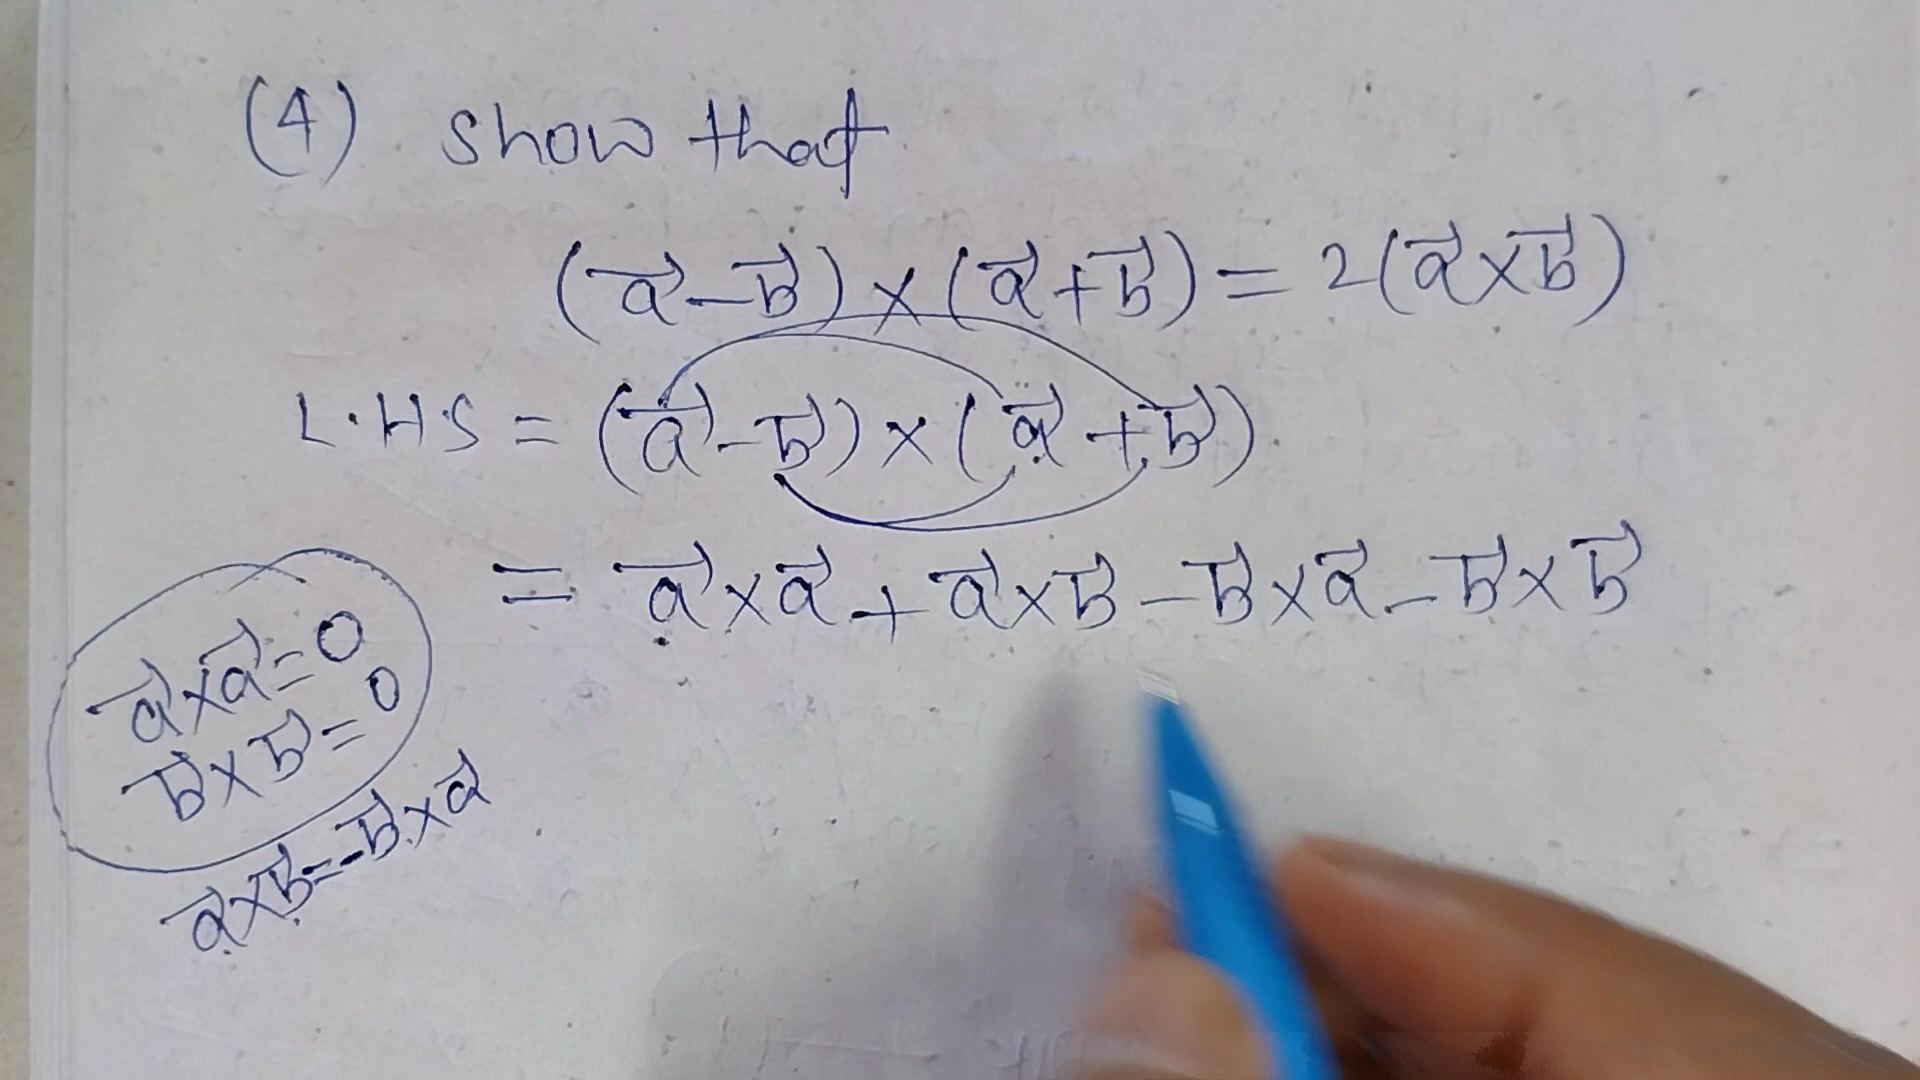 (4) show that
(a⃗ − b⃗) × (a⃗ + b⃗) = 2(a⃗ × b⃗)
L.H.S = (a⃗ − b⃗) × (a⃗ + b⃗)
= a⃗ × a⃗ + a⃗ × b⃗ − b⃗ × a⃗ − b⃗ × b⃗
a⃗ × a⃗ = 0
b⃗ × b⃗ = 0
a⃗ × b⃗ = −b⃗ × a⃗